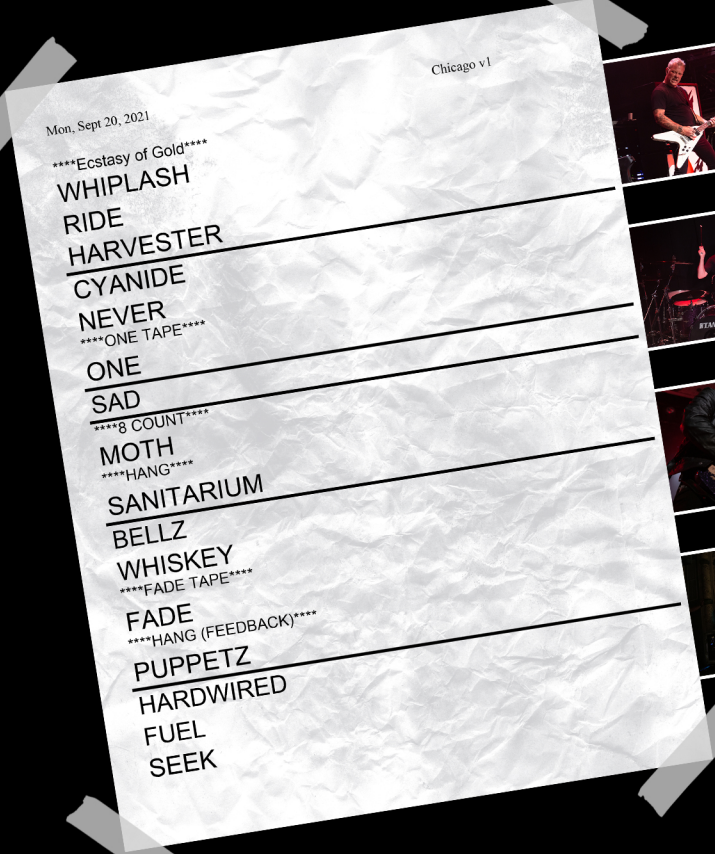 Chicago v1
Mon, Sept 20, 2021
****Ecstasy of Gold****
WHIPLASH
RIDE
HARVESTER
CYANIDE
NEVER
****ONE TAPE****
ONE
SAD
****8 COUNT****
MOTH
****HANG****
SANITARIUM
BELLZ
WHISKEY
****FADE TAPE****
FADE
****HANG (FEEDBACK)****
PUPPETZ
HARDWIRED
FUEL
SEEK